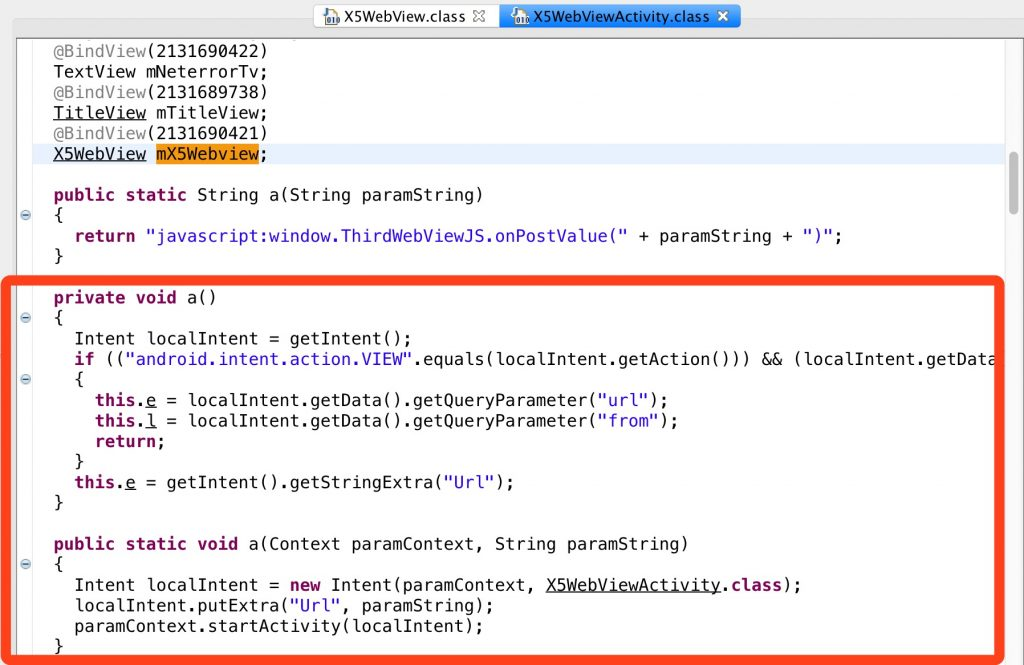 X5WebView.class
X5WebViewActivity.class
@BindView(2131690422)
TextView mNeterrorTv;
@BindView(2131689738)
TitleView mTitleView;
@BindView(2131690421)
X5WebView mX5Webview;
public static String a(String paramString)
{
return "javascript:window.ThirdWebViewJS.onPostValue(" + paramString + ")";
}
private void a()
{
Intent localIntent = getIntent();
if (("android.intent.action.VIEW".equals(localIntent.getAction())) && (localIntent.getData
{
this.e = localIntent.getData().getQueryParameter("url");
this.l = localIntent.getData().getQueryParameter("from");
return;
}
this.e = getIntent().getStringExtra("Url");
}
public static void a(Context paramContext, String paramString)
{
Intent localIntent = new Intent(paramContext, X5WebViewActivity.class);
localIntent.putExtra("Url", paramString);
paramContext.startActivity(localIntent);
}